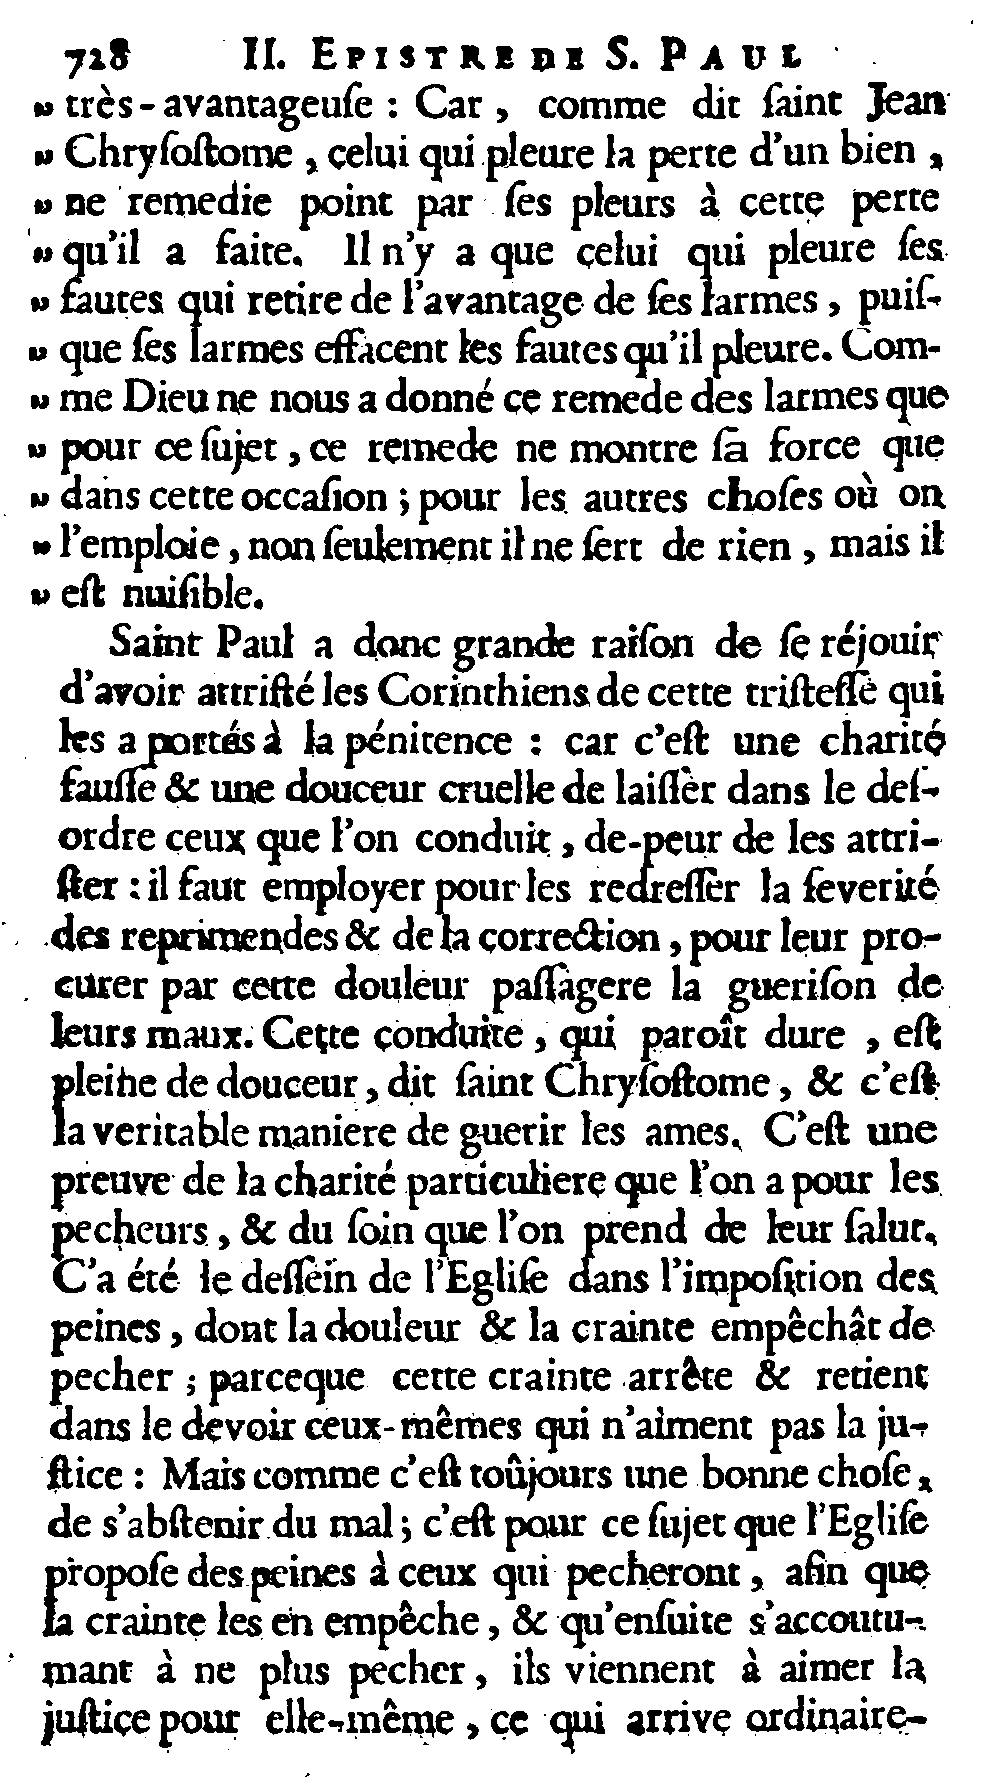 728 II. EPISTRE DE S. PAUL
„ très-avantageuſe : Car, comme dit ſaint Jean
„ Chryſoſtome, celui qui pleure la perte d'un bien,
„ ne remedie point par ſes pleurs à cette perte
„ qu'il a faite. Il n'y a que celui qui pleure ſes
„ fautes qui retire de l'avantage de ſes larmes, puiſ-
„ que ſes larmes effacent les fautes qu'il pleure. Com-
„ me Dieu ne nous a donné ce remede des larmes que
„ pour ce ſujet, ce remede ne montre ſa force que
„ dans cette occaſion ; pour les autres choſes où on
„ l'emploie, non ſeulement il ne ſert de rien, mais il
„ eſt nuiſible.
Saint Paul a donc grande raiſon de ſe réjouir
d'avoir attriſté les Corinthiens de cette triſteſſe qui
les a portés à la pénitence : car c'eſt une charité
fauſſe & une douceur cruelle de laiſſer dans le deſ-
ordre ceux que l'on conduit, de-peur de les attri-
ſter : il faut employer pour les redreſſer la ſeverité
des reprimendes & de la correction, pour leur pro-
curer par cette douleur paſſagere la gueriſon de
leurs maux. Cette conduite, qui paroît dure, eſt
pleine de douceur, dit ſaint Chryſoſtome, & c'eſt
la veritable maniere de guerir les ames. C'eſt une
preuve de la charité particuliere que l'on a pour les
pecheurs, & du ſoin que l'on prend de leur ſalut.
C'a été le deſſein de l'Egliſe dans l'impoſition des
peines, dont la douleur & la crainte empêchât de
pecher ; parceque cette crainte arrête & retient
dans le devoir ceux-mêmes qui n'aiment pas la ju-
ſtice : Mais comme c'eſt toûjours une bonne choſe,
de s'abſtenir du mal ; c'eſt pour ce ſujet que l'Egliſe
propoſe des peines à ceux qui pecheront, afin que
la crainte les en empêche, & qu'enſuite s'accoutu-
mant à ne plus pecher, ils viennent à aimer la
juſtice pour elle-même, ce qui arrive ordinaire-